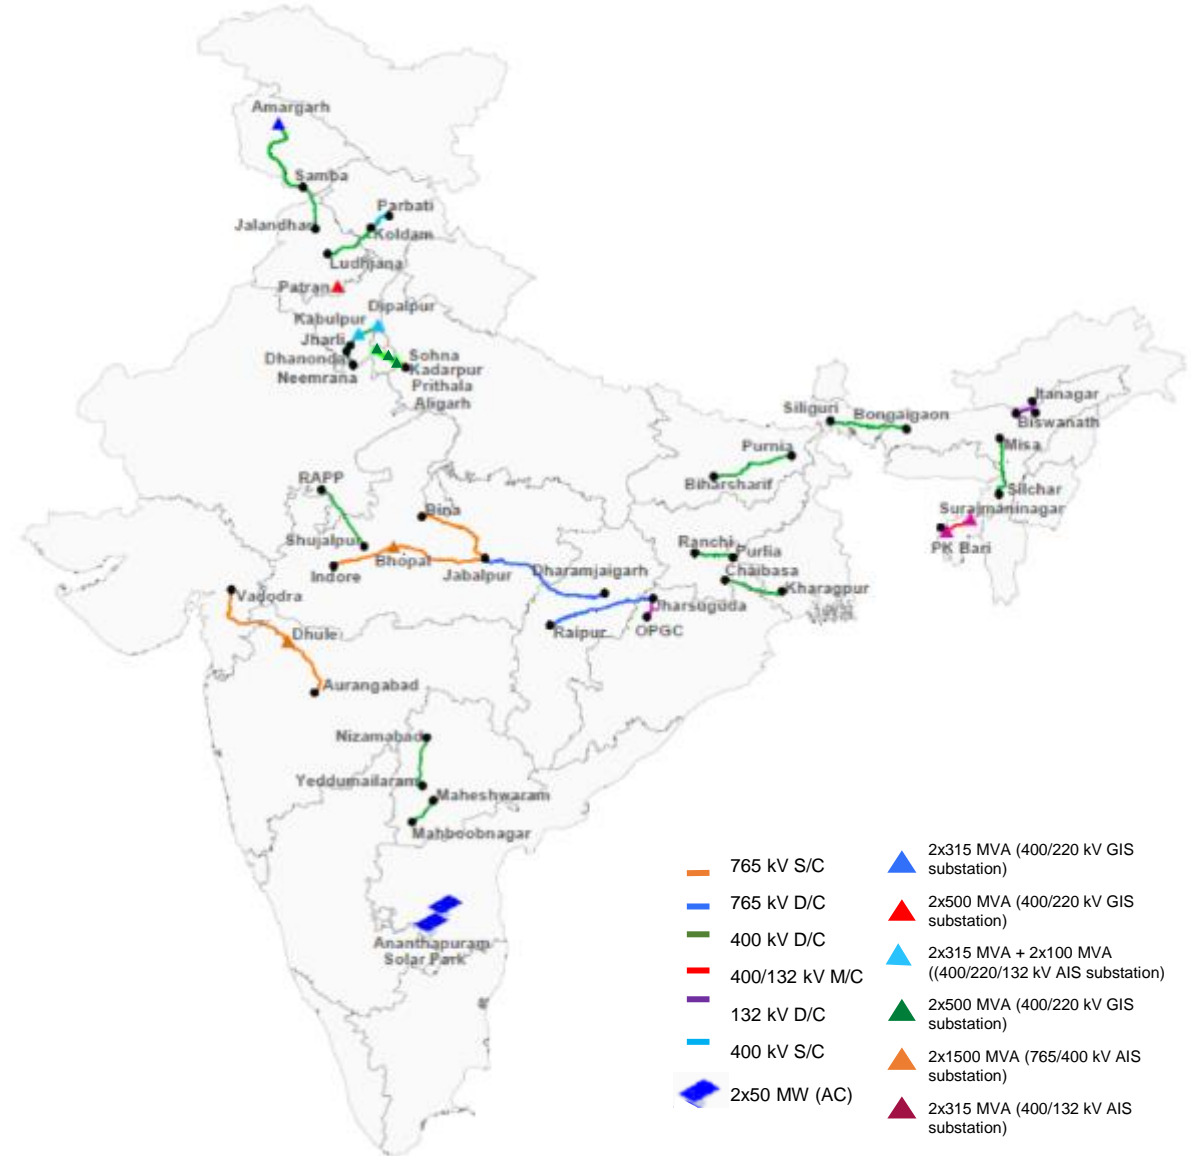 Amargarh
Samba
Jalandhar
Parbati
Koldam
Ludhjana
Patran
Dipalpur
Kabulpur
Jharli
Dhanonda
Neemrana
Sohna
Kadarpur
Prithala
Aligarh
Itanagar
Biswanath
Siliguri
Bongaigaon
Misa
Purnia
Biharsharif
Silchar
Surajmaninagar
PK Bari
RAPP
Bina
Shujalpur
Bhopal
Indore
Jabalpur
Ranchi
Purlia
Dharamjaigarh
Chaibasa
Kharagpur
Jharsuguda
OPGC
Raipur
Vadodra
Dhule
Aurangabad
Nizamabad
Yeddumailaram
Maheshwaram
Mahboobnagar
Ananthapuram
Solar Park
765 kV S/C
765 kV D/C
400 kV D/C
400/132 kV M/C
132 kV D/C
400 kV S/C
2x50 MW (AC)
2x315 MVA (400/220 kV GIS
substation)
2x500 MVA (400/220 kV GIS
substation)
2x315 MVA + 2x100 MVA
((400/220/132 kV AIS substation)
2x500 MVA (400/220 kV GIS
substation)
2x1500 MVA (765/400 kV AIS
substation)
2x315 MVA (400/132 kV AIS
substation)